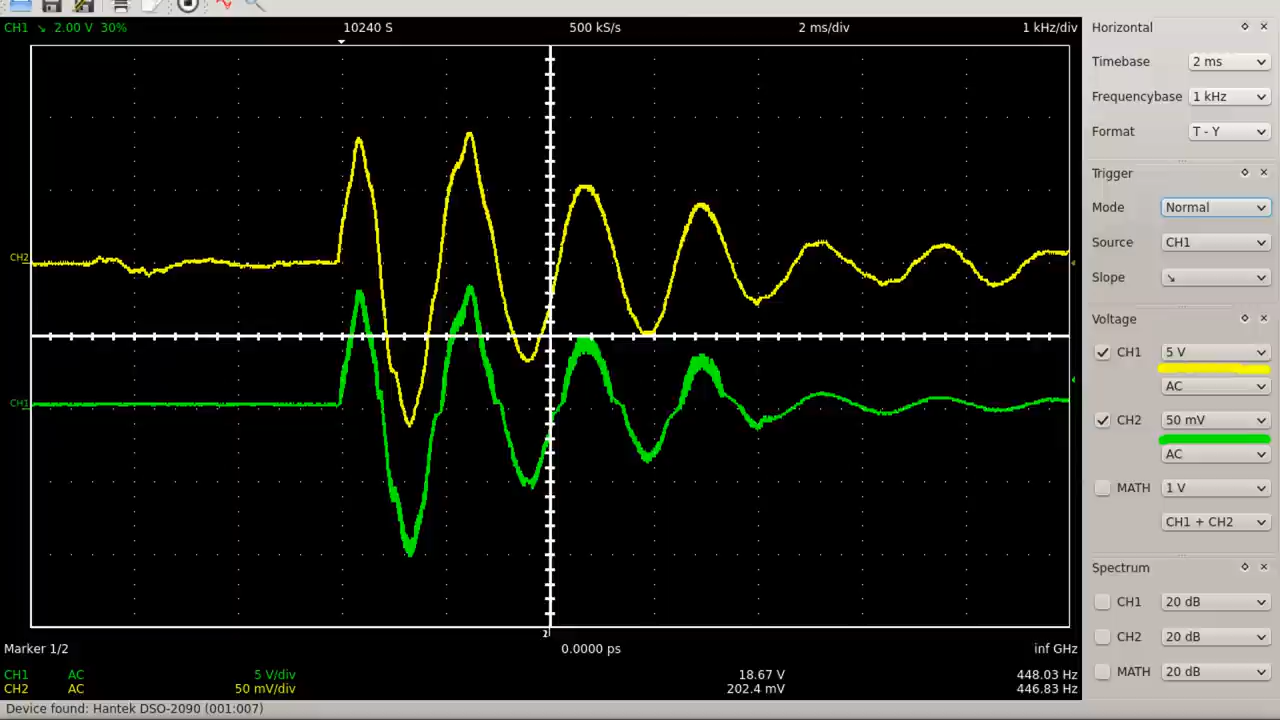 CH1 ↘ 2.00 V 30% 10240 S 500 kS/s 2 ms/div 1 kHz/div
CH2
CH1
2
Marker 1/2 0.0000 ps inf GHz
CH1 AC 5 V/div 18.67 V 448.03 Hz
CH2 AC 50 mV/div 202.4 mV 446.83 Hz
Device found: Hantek DSO-2090 (001:007)
Horizontal
Timebase 2 ms
Frequencybase 1 kHz
Format T - Y
Trigger
Mode Normal
Source CH1
Slope ↘
Voltage
CH1 5 V
AC
CH2 50 mV
AC
MATH 1 V
CH1 + CH2
Spectrum
CH1 20 dB
CH2 20 dB
MATH 20 dB